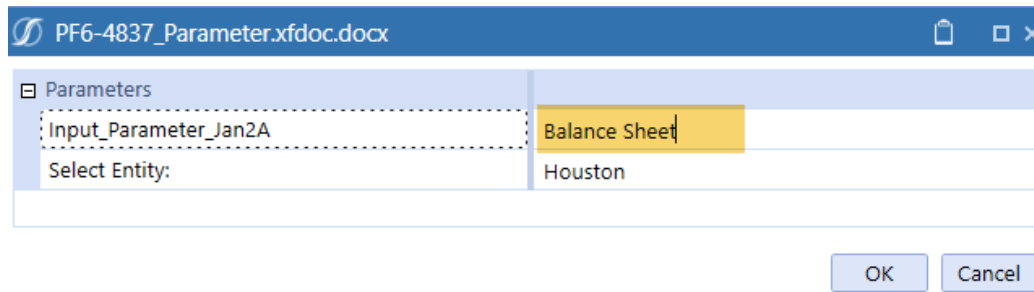 PF6-4837_Parameter.xfdoc.docx
Parameters
Input_Parameter_Jan2A Balance Sheet
Select Entity: Houston
OK Cancel